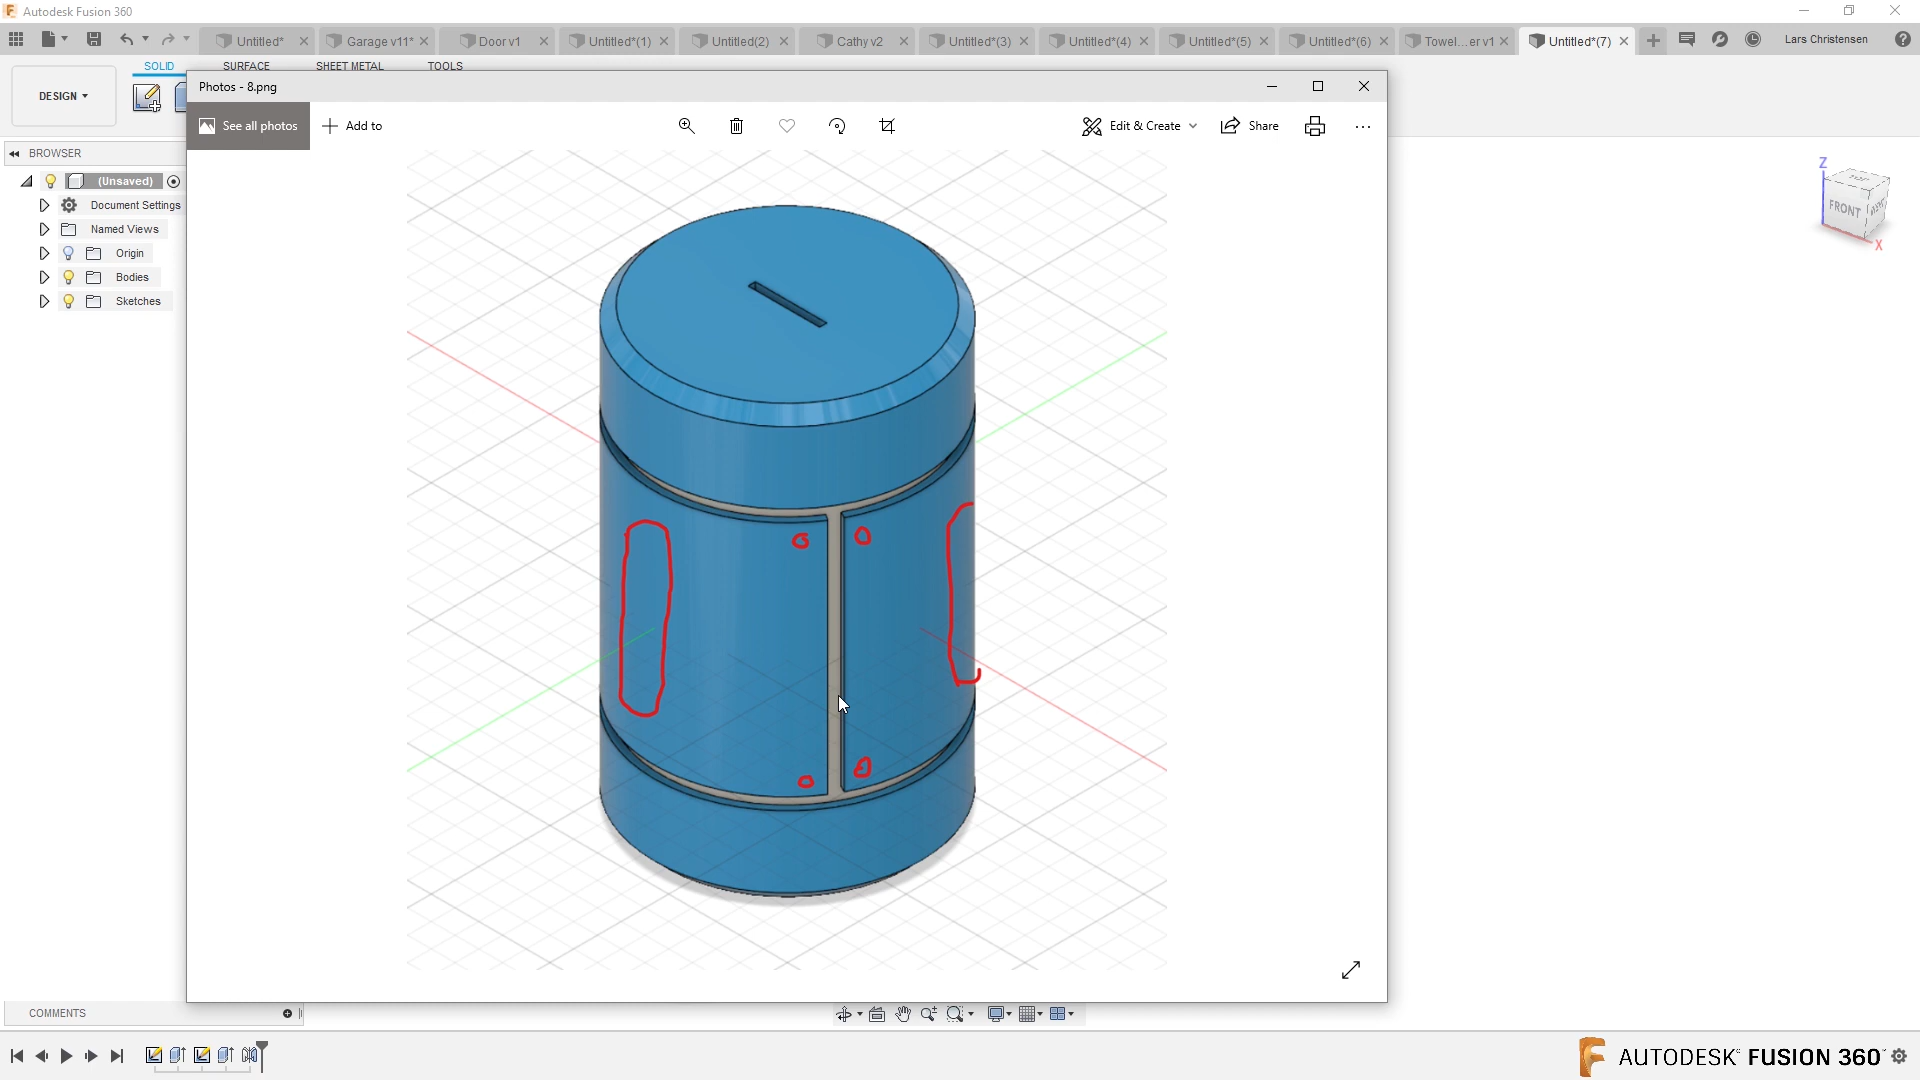 Autodesk Fusion 360
Untitled*
Garage v11*
Door v1
Untitled*(1)
Untitled(2)
Cathy v2
Untitled*(3)
Untitled*(4)
Untitled*(5)
Untitled*(6)
Towel...er v1
Untitled*(7)
Lars Christensen
SOLID
SURFACE
SHEET METAL
TOOLS
DESIGN
Photos - 8.png
See all photos
Add to
Edit & Create
Share
BROWSER
(Unsaved)
Document Settings
Named Views
Origin
Bodies
Sketches
Z
TOP
FRONT
X
COMMENTS
AUTODESK FUSION 360